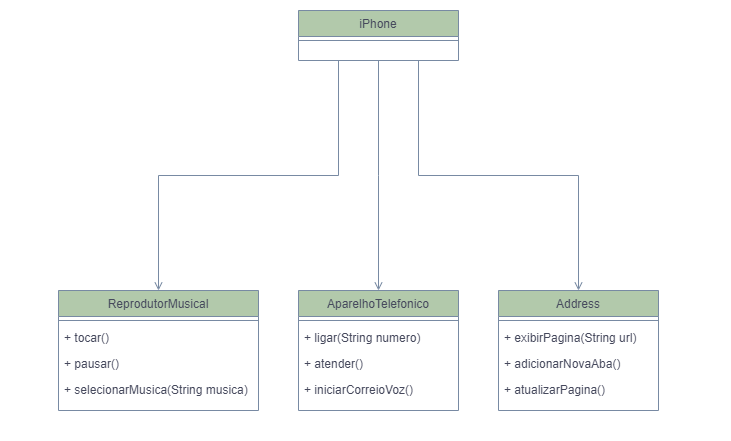 iPhone
ReprodutorMusical
+ tocar()
+ pausar()
+ selecionarMusica(String musica)
AparelhoTelefonico
+ ligar(String numero)
+ atender()
+ iniciarCorreioVoz()
Address
+ exibirPagina(String url)
+ adicionarNovaAba()
+ atualizarPagina()